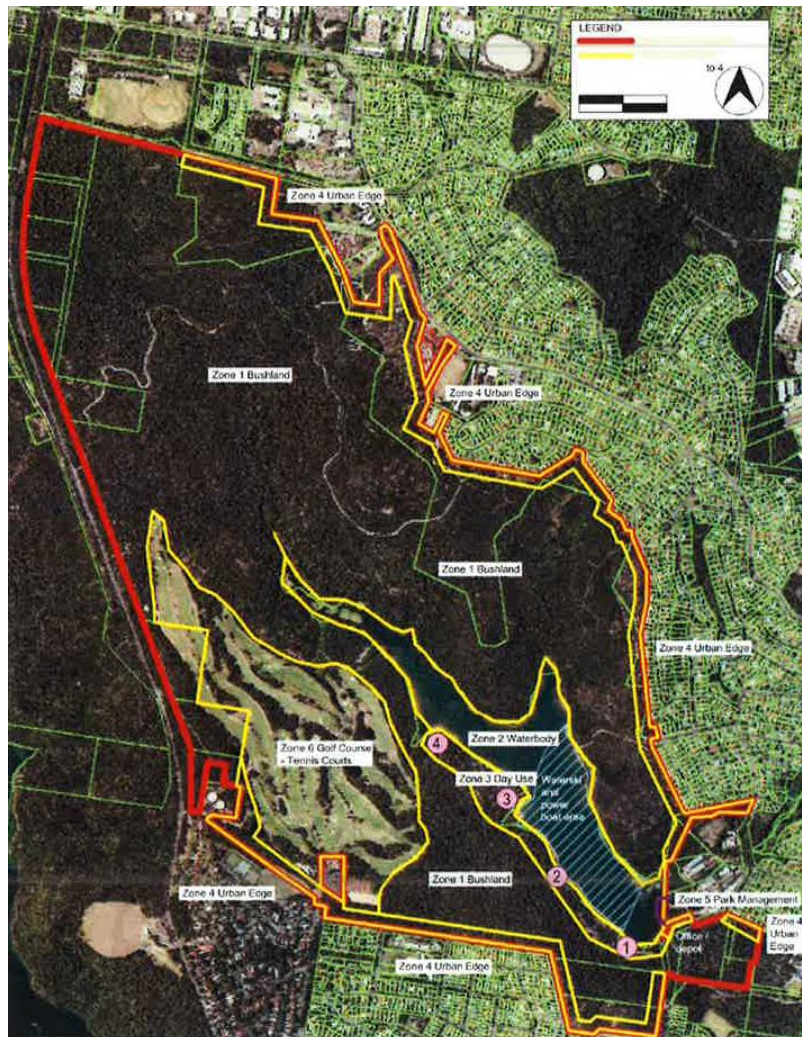 LEGEND
to 4
Zone 4 Urban Edge
Zone 1 Bushland
Zone 4 Urban Edge
Zone 1 Bushland
Zone 4 Urban Edge
4
Zone 2 Waterbody
Zone 6 Golf Course
- Tennis Courts
Zone 3 Day Use
3
Waterski
and
power
boat area
2
Zone 1 Bushland
Zone 4 Urban Edge
Zone 5 Park Management
Zone 4
Urban
Edge
1
Office
depot
Zone 4 Urban Edge